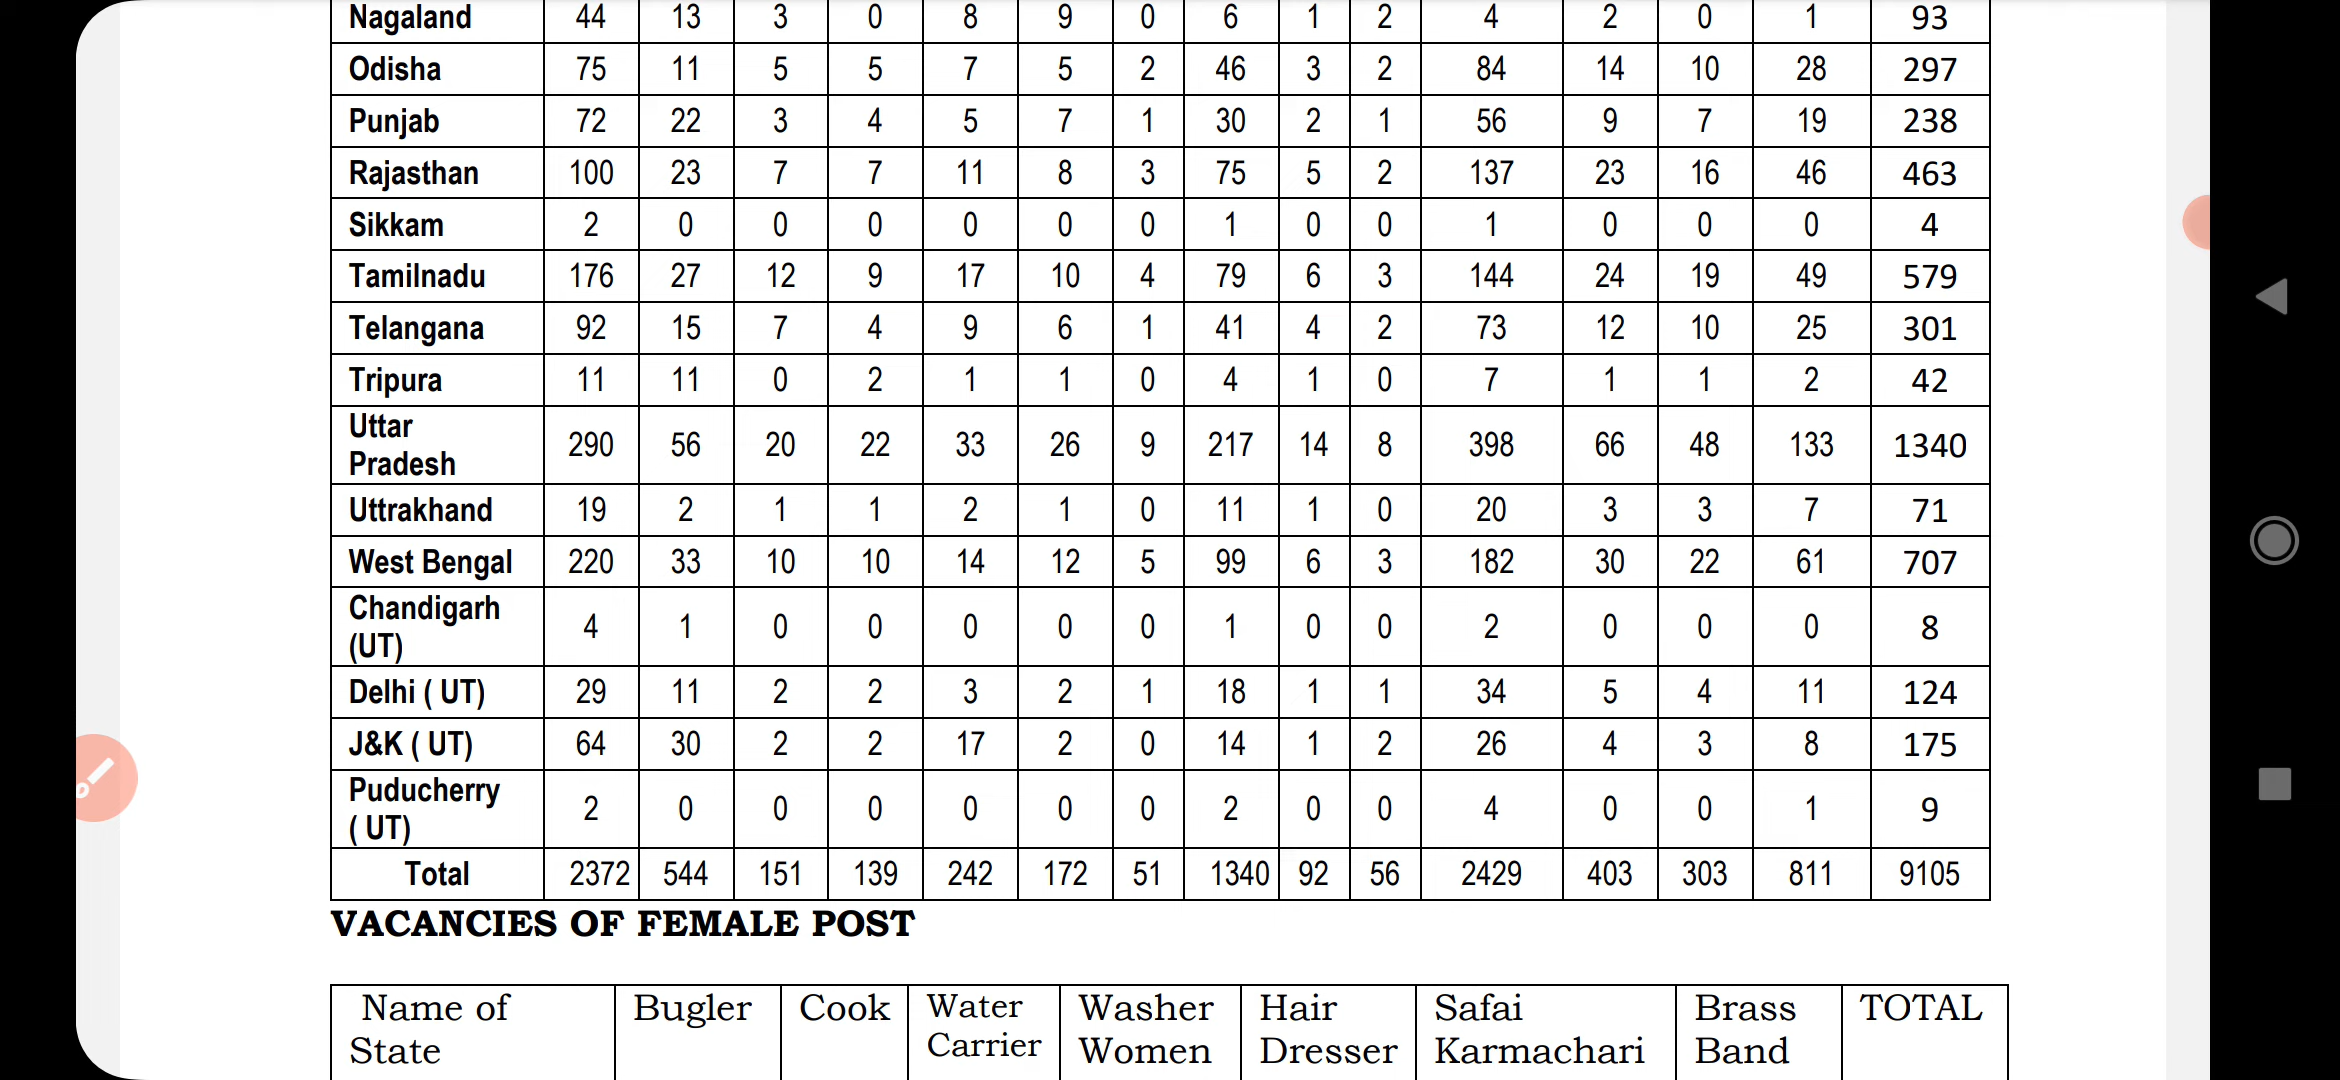 Nagaland 44 13 3 0 8 9 0 6 1 2 4 2 0 1 93
Odisha 75 11 5 5 7 5 2 46 3 2 84 14 10 28 297
Punjab 72 22 3 4 5 7 1 30 2 1 56 9 7 19 238
Rajasthan 100 23 7 7 11 8 3 75 5 2 137 23 16 46 463
Sikkam 2 0 0 0 0 0 0 1 0 0 1 0 0 0 4
Tamilnadu 176 27 12 9 17 10 4 79 6 3 144 24 19 49 579
Telangana 92 15 7 4 9 6 1 41 4 2 73 12 10 25 301
Tripura 11 11 0 2 1 1 0 4 1 0 7 1 1 2 42
Uttar
Pradesh 290 56 20 22 33 26 9 217 14 8 398 66 48 133 1340
Uttrakhand 19 2 1 1 2 1 0 11 1 0 20 3 3 7 71
West Bengal 220 33 10 10 14 12 5 99 6 3 182 30 22 61 707
Chandigarh
(UT) 4 1 0 0 0 0 0 1 0 0 2 0 0 0 8
Delhi ( UT) 29 11 2 2 3 2 1 18 1 1 34 5 4 11 124
J&K ( UT) 64 30 2 2 17 2 0 14 1 2 26 4 3 8 175
Puducherry
( UT) 2 0 0 0 0 0 0 2 0 0 4 0 0 1 9
Total 2372 544 151 139 242 172 51 1340 92 56 2429 403 303 811 9105
VACANCIES OF FEMALE POST
Name of Bugler Cook Water Washer Hair Safai Brass TOTAL
State Carrier Women Dresser Karmachari Band